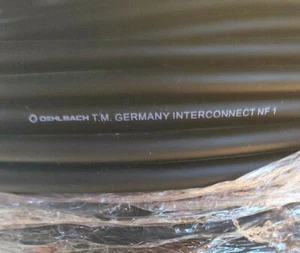 OEHLBACH T.M. GERMANY INTERCONNECT NF 1